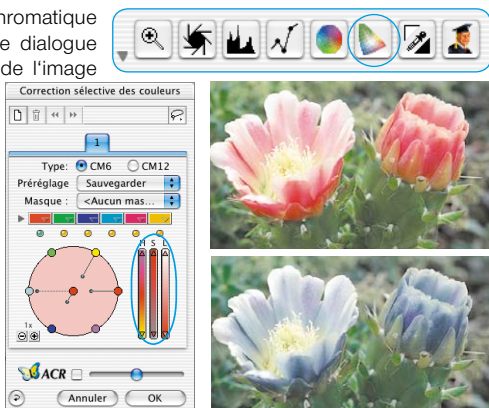 hromatique
e dialogue
de l'image
Correction sélective des couleurs
1
Type: CM6 CM12
Préréglage Sauvegarder
Masque : <Aucun mas...
H S L
1x
ACR
Annuler OK